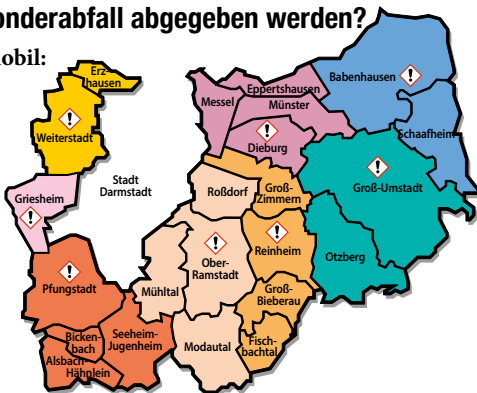 onderabfall abgegeben werden?
obil:
Erz-
hausen
Weiterstadt
!
Griesheim
!
Stadt
Darmstadt
Messel
Eppertshausen
Münster
!
Dieburg
Babenhausen
!
Schaafheim
!
Groß-Umstadt
Roßdorf
Groß-
Zimmern
!
Ober-
Ramstadt
!
Reinheim
Otzberg
!
Pfungstadt
Mühltal
Groß-
Bieberau
Bicken-
bach
Seeheim-
Jugenheim
Alsbach-
Hähnlein
Modautal
Fisch-
bachtal